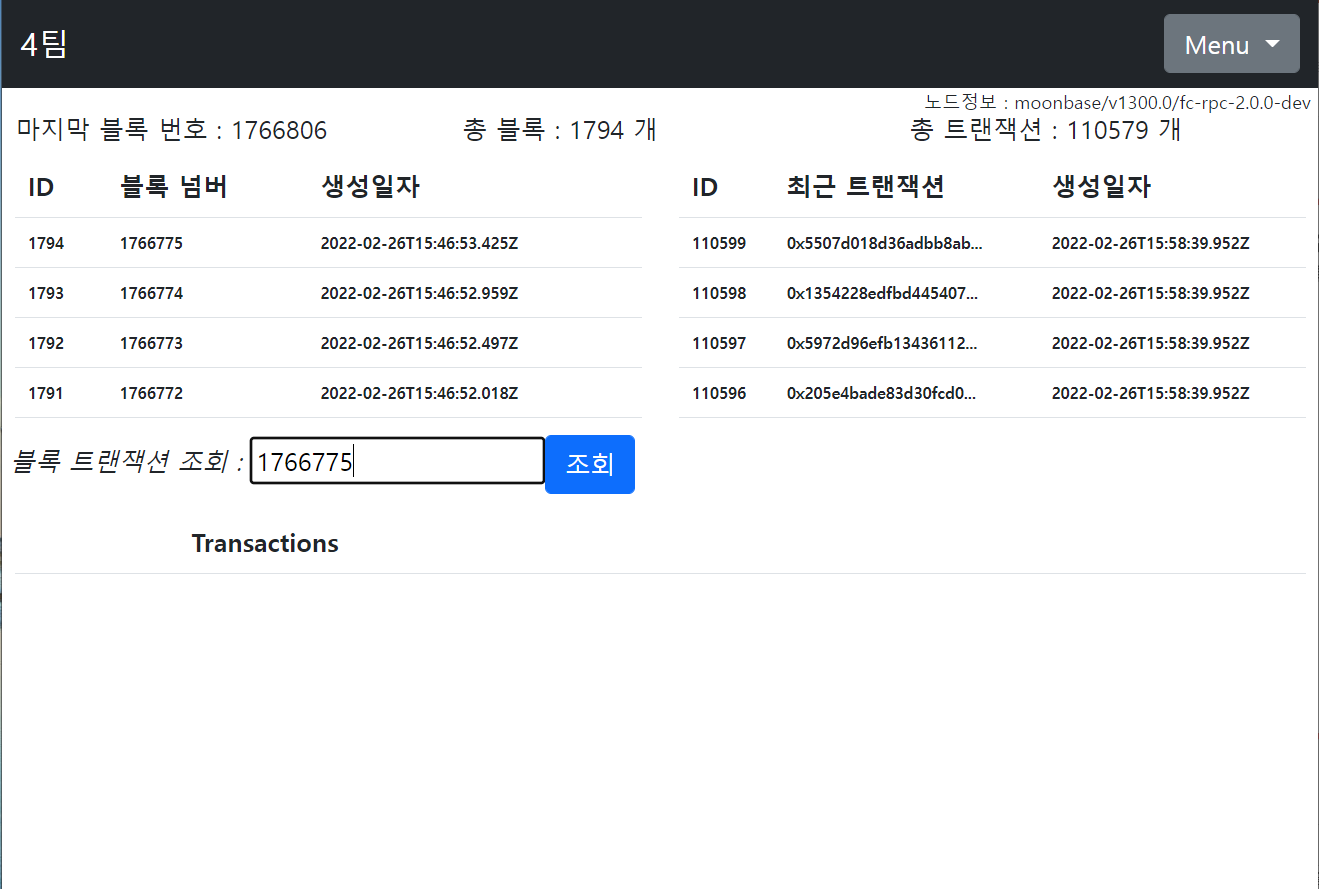 4팀
Menu
노드정보 : moonbase/v1300.0/fc-rpc-2.0.0-dev
마지막 블록 번호 : 1766806 총 블록 : 1794 개 총 트랜잭션 : 110579 개
ID 블록 넘버 생성일자
1794 1766775 2022-02-26T15:46:53.425Z
1793 1766774 2022-02-26T15:46:52.959Z
1792 1766773 2022-02-26T15:46:52.497Z
1791 1766772 2022-02-26T15:46:52.018Z
ID 최근 트랜잭션 생성일자
110599 0x5507d018d36adbb8ab... 2022-02-26T15:58:39.952Z
110598 0x1354228edfbd445407... 2022-02-26T15:58:39.952Z
110597 0x5972d96efb13436112... 2022-02-26T15:58:39.952Z
110596 0x205e4bade83d30fcd0... 2022-02-26T15:58:39.952Z
블록 트랜잭션 조회 : 1766775 조회
Transactions